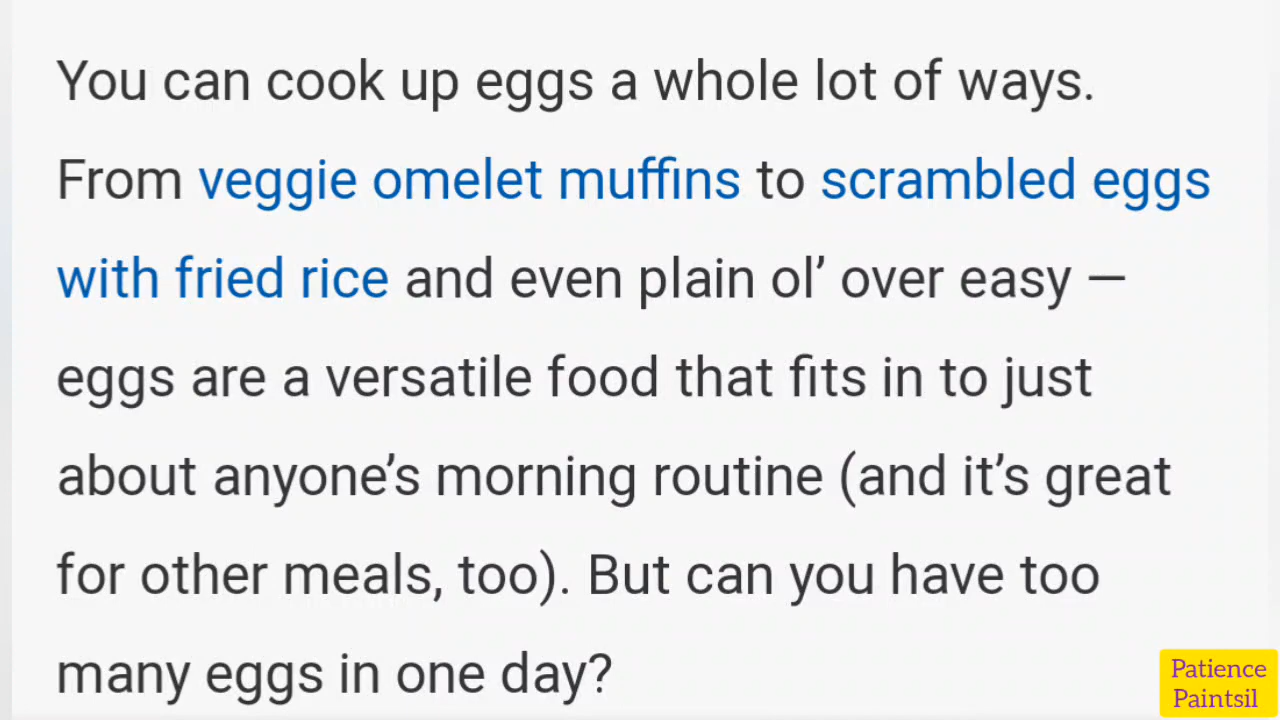 You can cook up eggs a whole lot of ways.
From veggie omelet muffins to scrambled eggs
with fried rice and even plain ol’ over easy —
eggs are a versatile food that fits in to just
about anyone’s morning routine (and it’s great
for other meals, too). But can you have too
many eggs in one day?
Patience
Paintsil